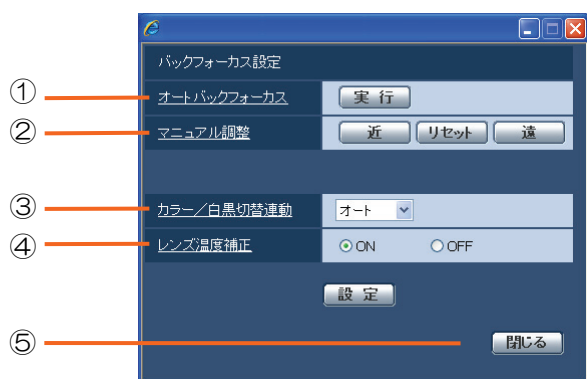 バックフォーカス設定
① オートバックフォーカス 実 行
② マニュアル調整 近 リセット 遠
③ カラー／白黒切替連動 オート
④ レンズ温度補正 ON OFF
設 定
⑤ 閉じる